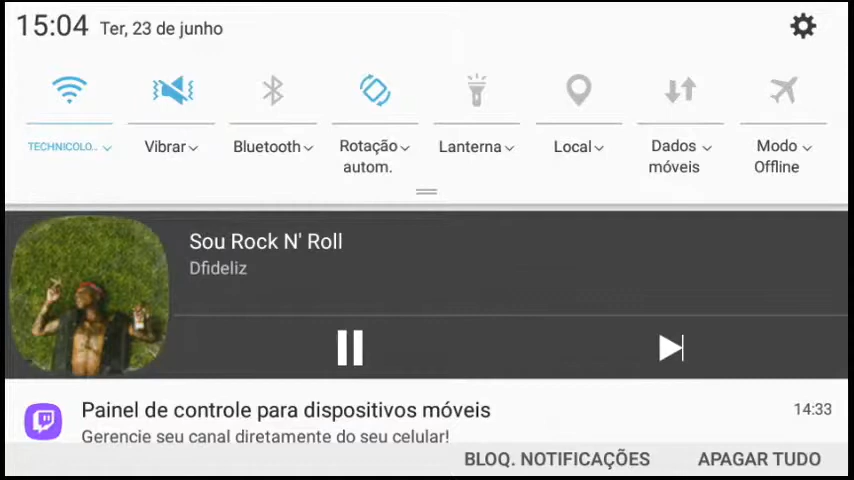 15:04 Ter, 23 de junho
TECHNICOLO.. Vibrar Bluetooth Rotação autom. Lanterna Local Dados móveis Modo Offline
Sou Rock N' Roll
Dfideliz
Painel de controle para dispositivos móveis 14:33
Gerencie seu canal diretamente do seu celular!
BLOQ. NOTIFICAÇÕES APAGAR TUDO